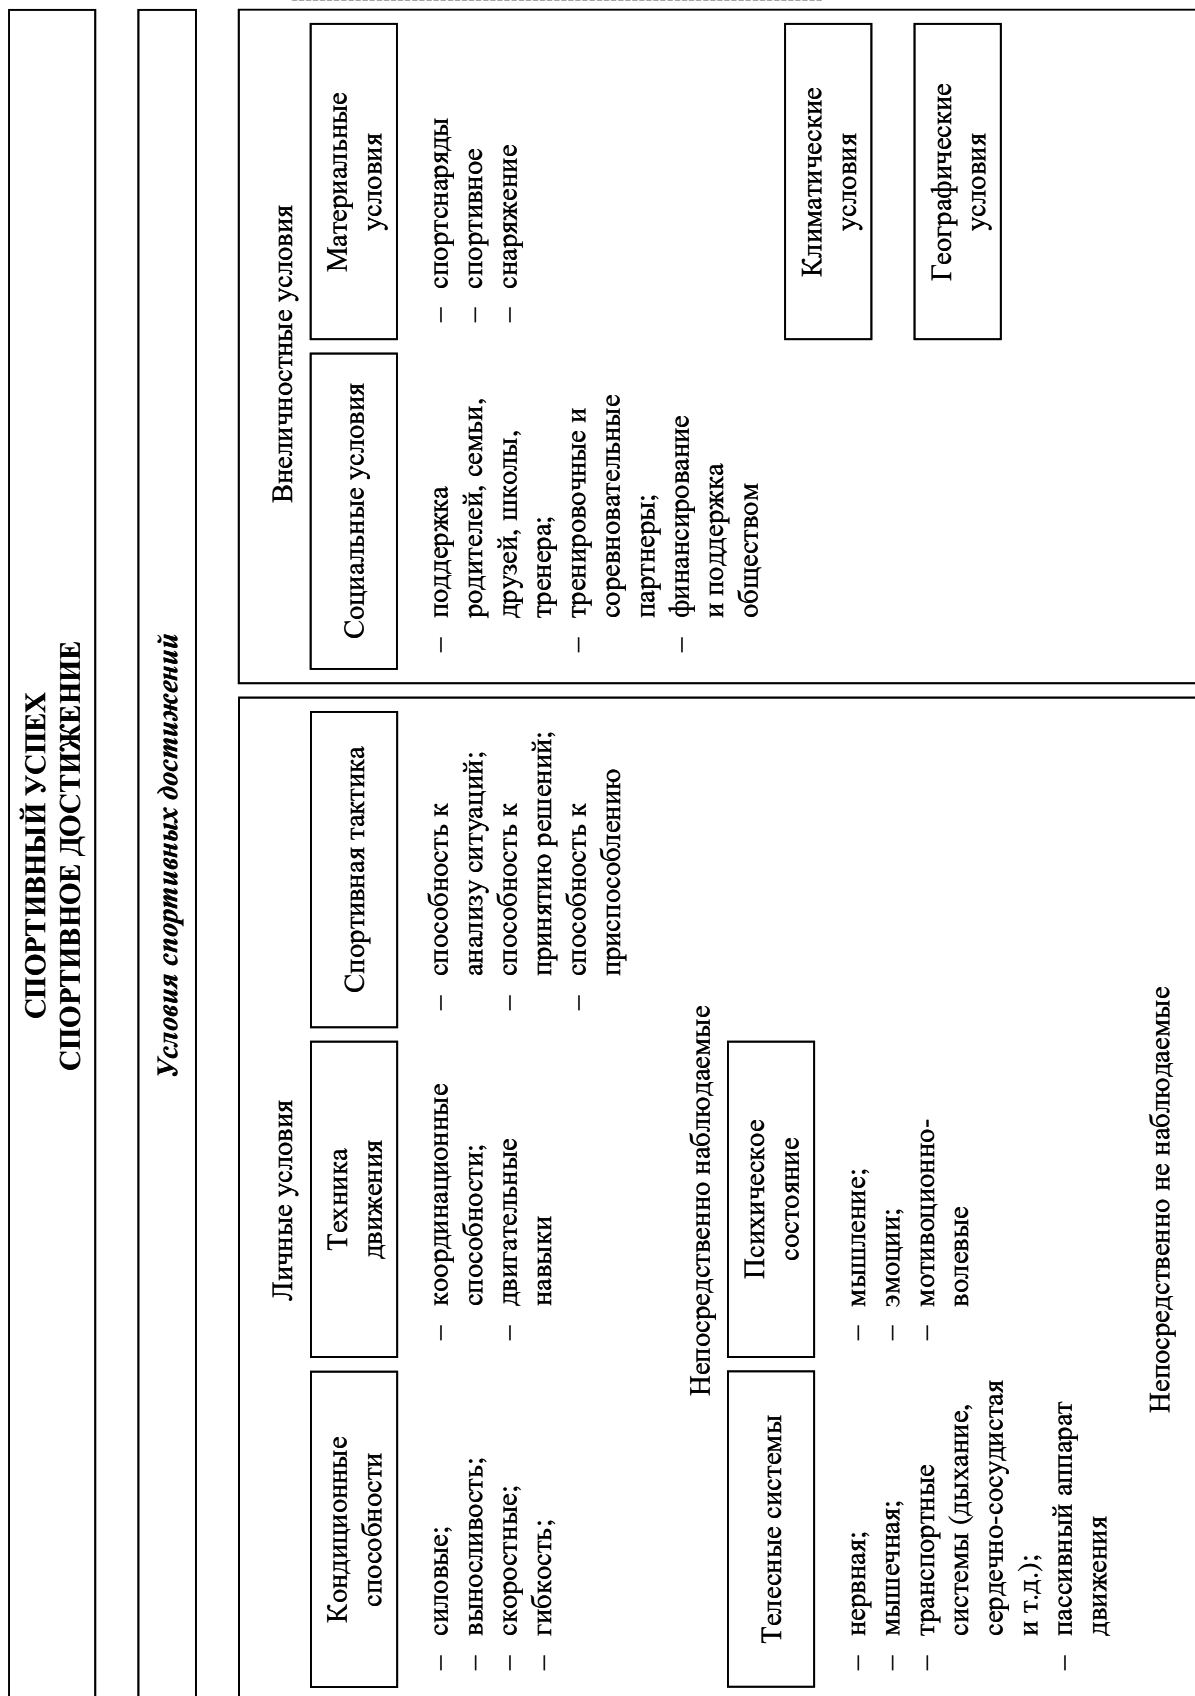 СПОРТИВНЫЙ УСПЕХ
СПОРТИВНОЕ ДОСТИЖЕНИЕ
Условия спортивных достижений
Личные условия
Кондиционные
способности
– силовые;
– выносливость;
– скоростные;
– гибкость;
Техника
движения
– координационные
способности;
– двигательные
навыки
Спортивная тактика
– способность к
анализу ситуаций;
– способность к
принятию решений;
– способность к
приспособлению
Непосредственно наблюдаемые
Телесные системы
– нервная;
– мышечная;
– транспортные
системы (дыхание,
сердечно-сосудистая
и т.д.);
– пассивный аппарат
движения
Психическое
состояние
– мышление;
– эмоции;
– мотивоционно-
волевые
Непосредственно не наблюдаемые
Внеличностные условия
Социальные условия
– поддержка
родителей, семьи,
друзей, школы,
тренера;
– тренировочные и
соревновательные
партнеры;
– финансирование
и поддержка
обществом
Материальные
условия
– спортснаряды
– спортивное
– снаряжение
Климатические
условия
Географические
условия